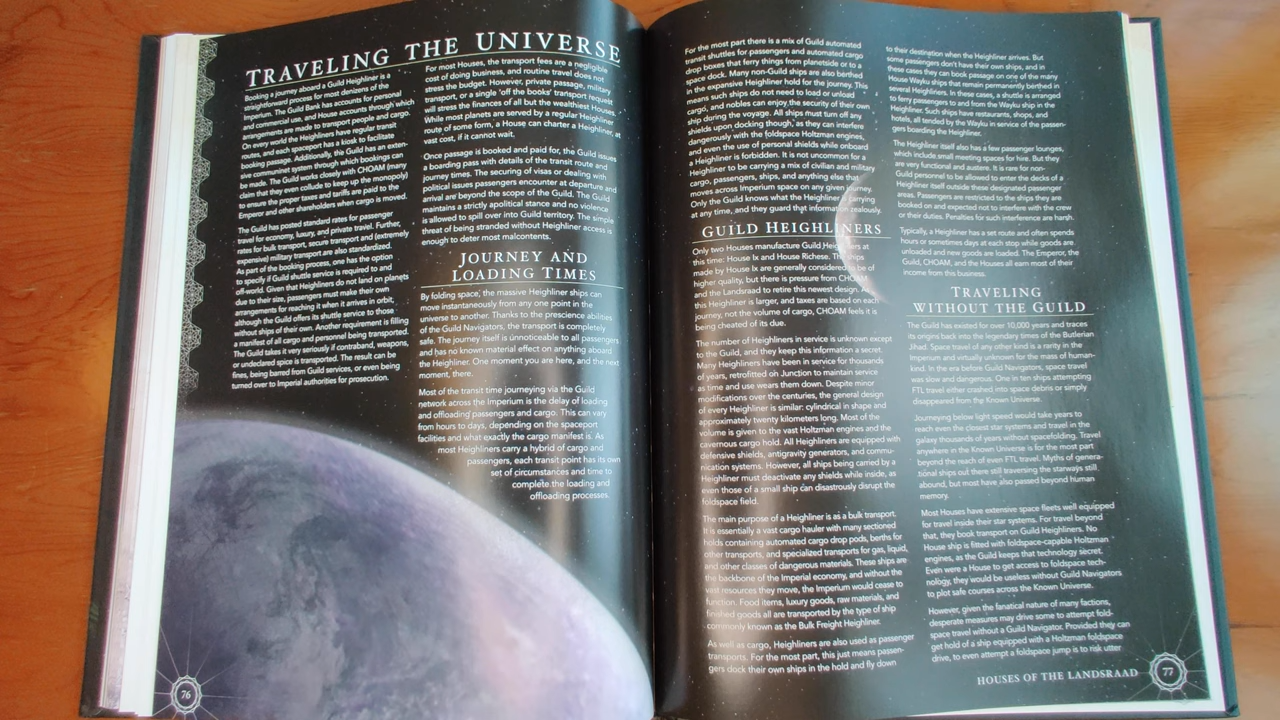 TRAVELING THE UNIVERSE
Booking a journey aboard a Guild Heighliner is a
straightforward process for most denizens of the
Imperium. The Guild Bank has accounts for personal
and commercial use, and House accounts through which
arrangements are made to transport people and cargo.
On every world the Heighliners have regular transit
routes, and each spaceport has a kiosk to facilitate
booking passage. Additionally, the Guild has an exten-
sive communinet system through which bookings can
be made. The Guild works closely with CHOAM (many
claim that they even collude to keep up the monopoly)
to ensure the proper taxes and tariffs are paid to the
Emperor and other shareholders when cargo is moved.
The Guild has posted standard rates for passenger
travel for economy, luxury, and private travel. Further,
rates for bulk transport, secure transport and (extremely
expensive) military transport are also standardized.
As part of the booking process, one has the option
to specify if Guild shuttle service is required to and
off-world. Given that Heighliners do not land on planets
due to their size, passengers must make their own
arrangements for reaching it when it arrives in orbit,
although the Guild offers its shuttle service to those
without ships of their own. Another requirement is filling
a manifest of all cargo and personnel being transported.
The Guild takes it very seriously if contraband, weapons,
or undeclared spice is transported. The result can be
fines, being barred from Guild services, or even being
turned over to Imperial authorities for prosecution.
For most Houses, the transport fees are a negligible
cost of doing business, and routine travel does not
stress the budget. However, private passage, military
transport, or a single 'off the books' transport request
will stress the finances of all but the wealthiest Houses.
While most planets are served by a regular Heighliner
route of some form, a House can charter a Heighliner, at
vast cost, if it cannot wait.
Once passage is booked and paid for, the Guild issues
a boarding pass with details of the transit route and
journey times. The securing of visas or dealing with
political issues passengers encounter at departure and
arrival are beyond the scope of the Guild. The Guild
maintains a strictly apolitical stance and no violence
is allowed to spill over into Guild territory. The simple
threat of being stranded without Heighliner access is
enough to deter most malcontents.
JOURNEY AND
LOADING TIMES
By folding space, the massive Heighliner ships can
move instantaneously from any one point in the
universe to another. Thanks to the prescience abilities
of the Guild Navigators, the transport is completely
safe. The journey itself is unnoticeable to all passengers
and has no known material effect on anything aboard
the Heighliner. One moment you are here, and the next
moment, there.
Most of the transit time journeying via the Guild
network across the Imperium is the delay of loading
and offloading passengers and cargo. This can vary
from hours to days, depending on the spaceport
facilities and what exactly the cargo manifest is. As
most Heighliners carry a hybrid of cargo and
passengers, each transit point has its own
set of circumstances and time to
complete the loading and
offloading processes.
76
For the most part there is a mix of Guild automated
transit shuttles for passengers and automated cargo
drop boxes that ferry things from planetside or to a
space dock. Many non-Guild ships are also berthed
in the expansive Heighliner hold for the journey. This
means such ships do not need to load or unload
cargo, and nobles can enjoy the security of their own
ship during the voyage. All ships must turn off any
shields upon docking though, as they can interfere
dangerously with the foldspace Holtzman engines,
and even the use of personal shields while onboard
a Heighliner is forbidden. It is not uncommon for
a Heighliner to be carrying a mix of civilian and military
cargo, passengers, ships, and anything else that
moves across Imperium space on any given journey.
Only the Guild knows what the Heighliner is carrying
at any time, and they guard that information zealously.
GUILD HEIGHLINERS
Only two Houses manufacture Guild Heighliners at
this time: House Ix and House Richese. The ships
made by House Ix are generally considered to be of
higher quality, but there is pressure from CHOAM
and the Landsraad to retire this newest design. As
this Heighliner is larger, and taxes are based on each
journey, not the volume of cargo, CHOAM feels it is
being cheated of its due.
The number of Heighliners in service is unknown except
to the Guild, and they keep this information a secret.
Many Heighliners have been in service for thousands
of years, retrofitted on Junction to maintain service
as time and use wears them down. Despite minor
modifications over the centuries, the general design
of every Heighliner is similar: cylindrical in shape and
approximately twenty kilometers long. Most of the
volume is given to the vast Holtzman engines and the
cavernous cargo hold. All Heighliners are equipped with
defensive shields, antigravity generators, and commu-
nication systems. However, all ships being carried by a
Heighliner must deactivate any shields while inside, as
even those of a small ship can disastrously disrupt the
foldspace field.
The main purpose of a Heighliner is as a bulk transport.
It is essentially a vast cargo hauler with many sectioned
holds containing automated cargo drop pods, berths for
other transports, and specialized transports for gas, liquid,
and other classes of dangerous materials. These ships are
the backbone of the Imperial economy, and without the
vast resources they move, the Imperium would cease to
function. Food items, luxury goods, raw materials, and
finished goods all are transported by the type of ship
commonly known as the Bulk Freight Heighliner.
As well as cargo, Heighliners are also used as passenger
transports. For the most part, this just means passen-
gers dock their own ships in the hold and fly down
to their destination when the Heighliner arrives. But
some passengers don't have their own ships, and in
these cases they can book passage on one of the many
House Wayku ships that remain permanently berthed in
several Heighliners. In these cases, a shuttle is arranged
to ferry passengers to and from the Wayku ship in the
Heighliner. Such ships have restaurants, shops, and
hotels, all tended by the Wayku in service of the passen-
gers boarding the Heighliner.
The Heighliner itself also has a few passenger lounges,
which include small meeting spaces for hire. But they
are very functional and austere. It is rare for non-
Guild personnel to be allowed to enter the decks of a
Heighliner itself outside these designated passenger
areas. Passengers are restricted to the ships they are
booked on and expected not to interfere with the crew
or their duties. Penalties for such interference are harsh.
Typically, a Heighliner has a set route and often spends
hours or sometimes days at each stop while goods are
unloaded and new goods are loaded. The Emperor, the
Guild, CHOAM, and the Houses all earn most of their
income from this business.
TRAVELING
WITHOUT THE GUILD
The Guild has existed for over 10,000 years and traces
its origins back into the legendary times of the Butlerian
Jihad. Space travel of any other kind is a rarity in the
Imperium and virtually unknown for the mass of human-
kind. In the era before Guild Navigators, space travel
was slow and dangerous. One in ten ships attempting
FTL travel either crashed into space debris or simply
disappeared from the Known Universe.
Journeying below light speed would take years to
reach even the closest star systems and travel in the
galaxy thousands of years without spacefolding. Travel
anywhere in the Known Universe is for the most part
beyond the reach of even FTL travel. Myths of genera-
tional ships out there still traversing the starways still
abound, but most have also passed beyond human
memory.
Most Houses have extensive space fleets well equipped
for travel inside their star systems. For travel beyond
that, they book transport on Guild Heighliners. No
House ship is fitted with foldspace-capable Holtzman
engines, as the Guild keeps that technology secret.
Even were a House to get access to foldspace tech-
nology, they would be useless without Guild Navigators
to plot safe courses across the Known Universe.
However, given the fanatical nature of many factions,
desperate measures may drive some to attempt fold-
space travel without a Guild Navigator. Provided they can
get hold of a ship equipped with a Holtzman foldspace
drive, to even attempt a foldspace jump is to risk utter
HOUSES OF THE LANDSRAAD
77